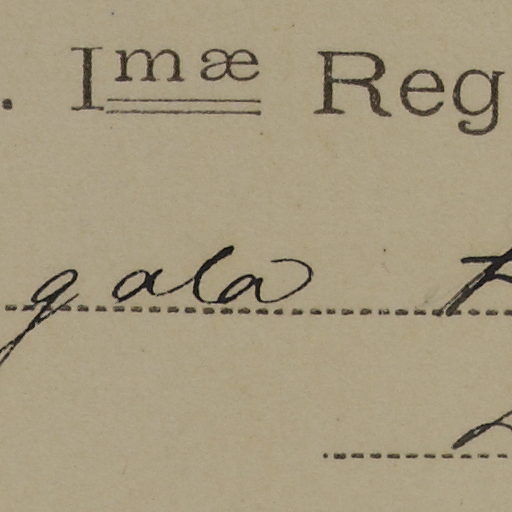 . Imæ Reg
gala